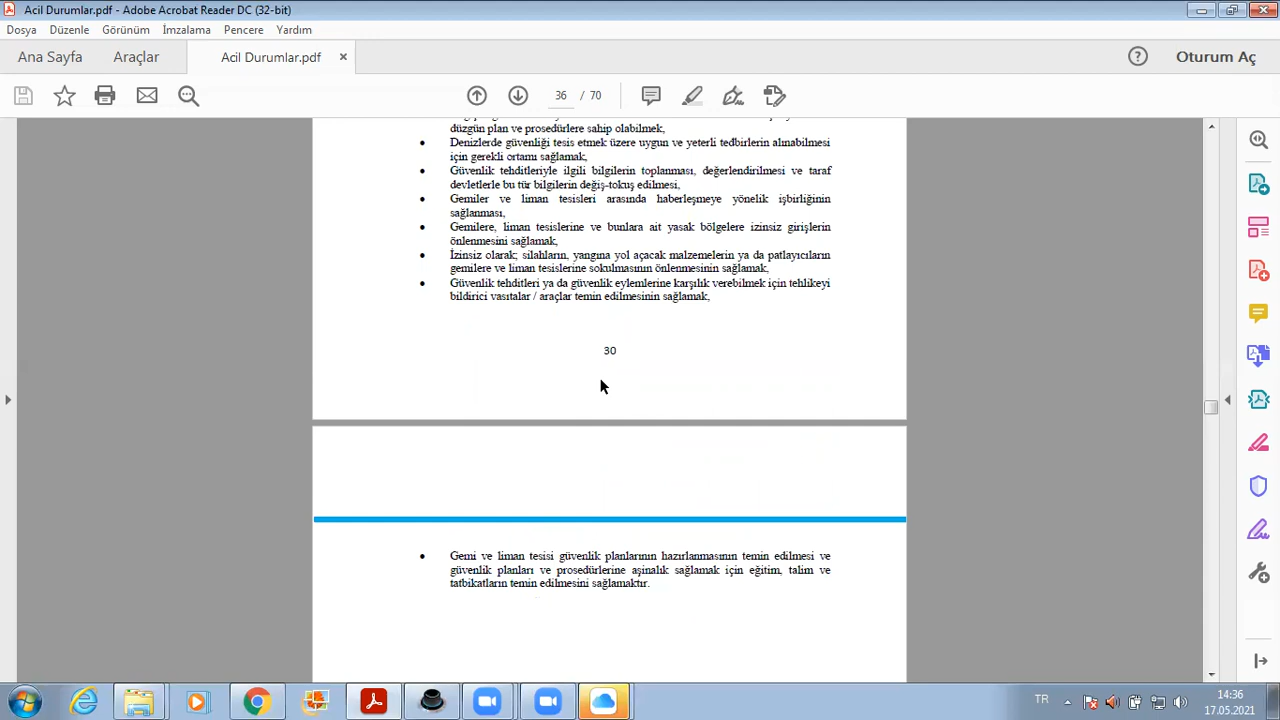 Acil Durumlar.pdf - Adobe Acrobat Reader DC (32-bit)
Dosya Düzenle Görünüm İmzalama Pencere Yardım
Ana Sayfa Araçlar Acil Durumlar.pdf Oturum Aç
36 / 70
düzgün plan ve prosedürlere sahip olabilmek,
• Denizlerde güvenliği tesis etmek üzere uygun ve yeterli tedbirlerin alınabilmesi
için gerekli ortamı sağlamak,
• Güvenlik tehditleriyle ilgili bilgilerin toplanması, değerlendirilmesi ve taraf
devletlerle bu tür bilgilerin değiş-tokuş edilmesi,
• Gemiler ve liman tesisleri arasında haberleşmeye yönelik işbirliğinin
sağlanması,
• Gemilere, liman tesislerine ve bunlara ait yasak bölgelere izinsiz girişlerin
önlenmesini sağlamak,
• İzinsiz olarak; silahların, yangına yol açacak malzemelerin ya da patlayıcıların
gemilere ve liman tesislerine sokulmasının önlenmesinin sağlamak,
• Güvenlik tehditleri ya da güvenlik eylemlerine karşılık verebilmek için tehlikeyi
bildirici vasıtalar / araçlar temin edilmesinin sağlamak,
30
• Gemi ve liman tesisi güvenlik planlarının hazırlanmasının temin edilmesi ve
güvenlik planları ve prosedürlerine aşinalık sağlamak için eğitim, talim ve
tatbikatların temin edilmesini sağlamaktır.
TR
14:36
17.05.2021